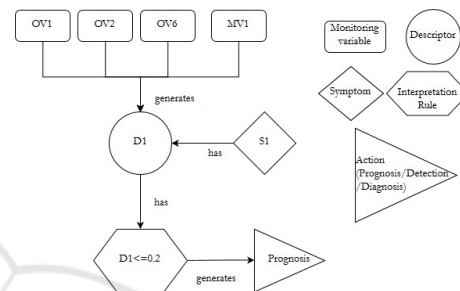 OV1
OV2
OV6
MV1
Monitoring
variable
Descriptor
generates
Symptom
Interpretation
Rule
D1
S1
has
Action
(Prognosis/Detection
/Diagnosis)
has
D1<=0.2
Prognosis
generates